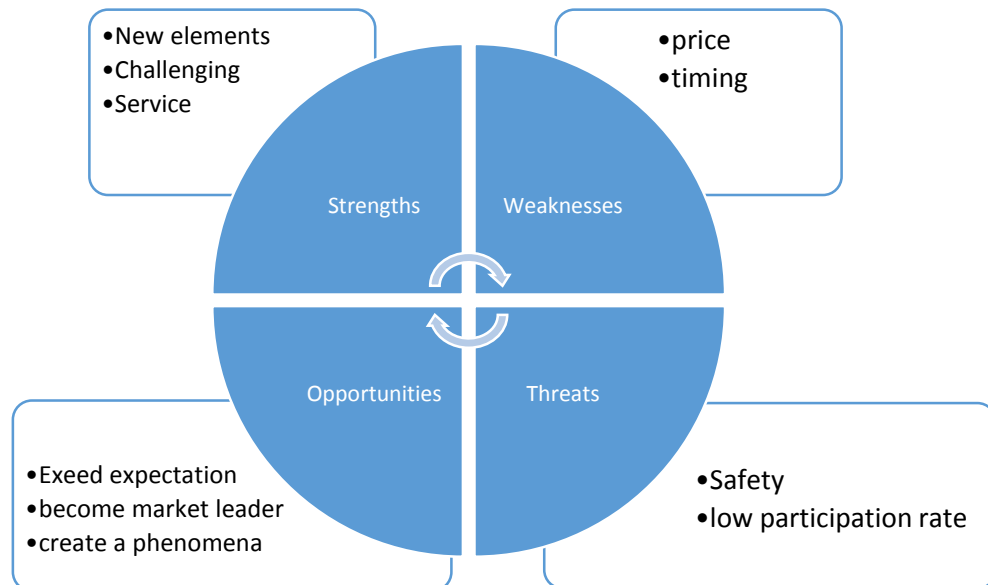 •New elements
•Challenging
•Service
•price
•timing
Strengths
Weaknesses
Opportunities
Threats
•Exeed expectation
•become market leader
•create a phenomena
•Safety
•low participation rate